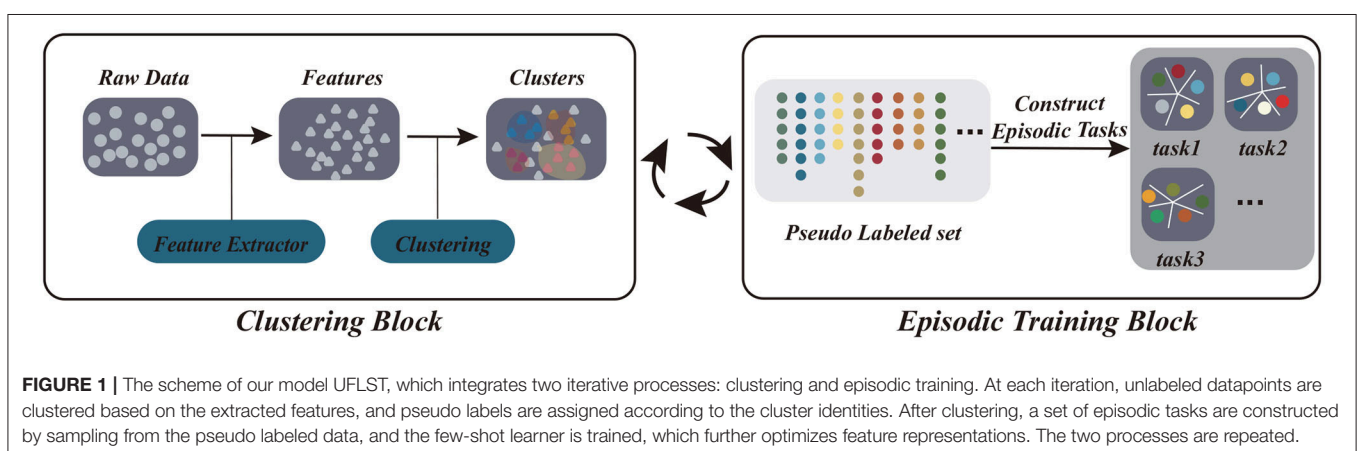 Raw Data
Features
Clusters
Feature Extractor
Clustering
Clustering Block
Pseudo Labeled set
...
Construct
Episodic Tasks
task1
task2
task3
...
Episodic Training Block
FIGURE 1 | The scheme of our model UFLST, which integrates two iterative processes: clustering and episodic training. At each iteration, unlabeled datapoints are
clustered based on the extracted features, and pseudo labels are assigned according to the cluster identities. After clustering, a set of episodic tasks are constructed
by sampling from the pseudo labeled data, and the few-shot learner is trained, which further optimizes feature representations. The two processes are repeated.